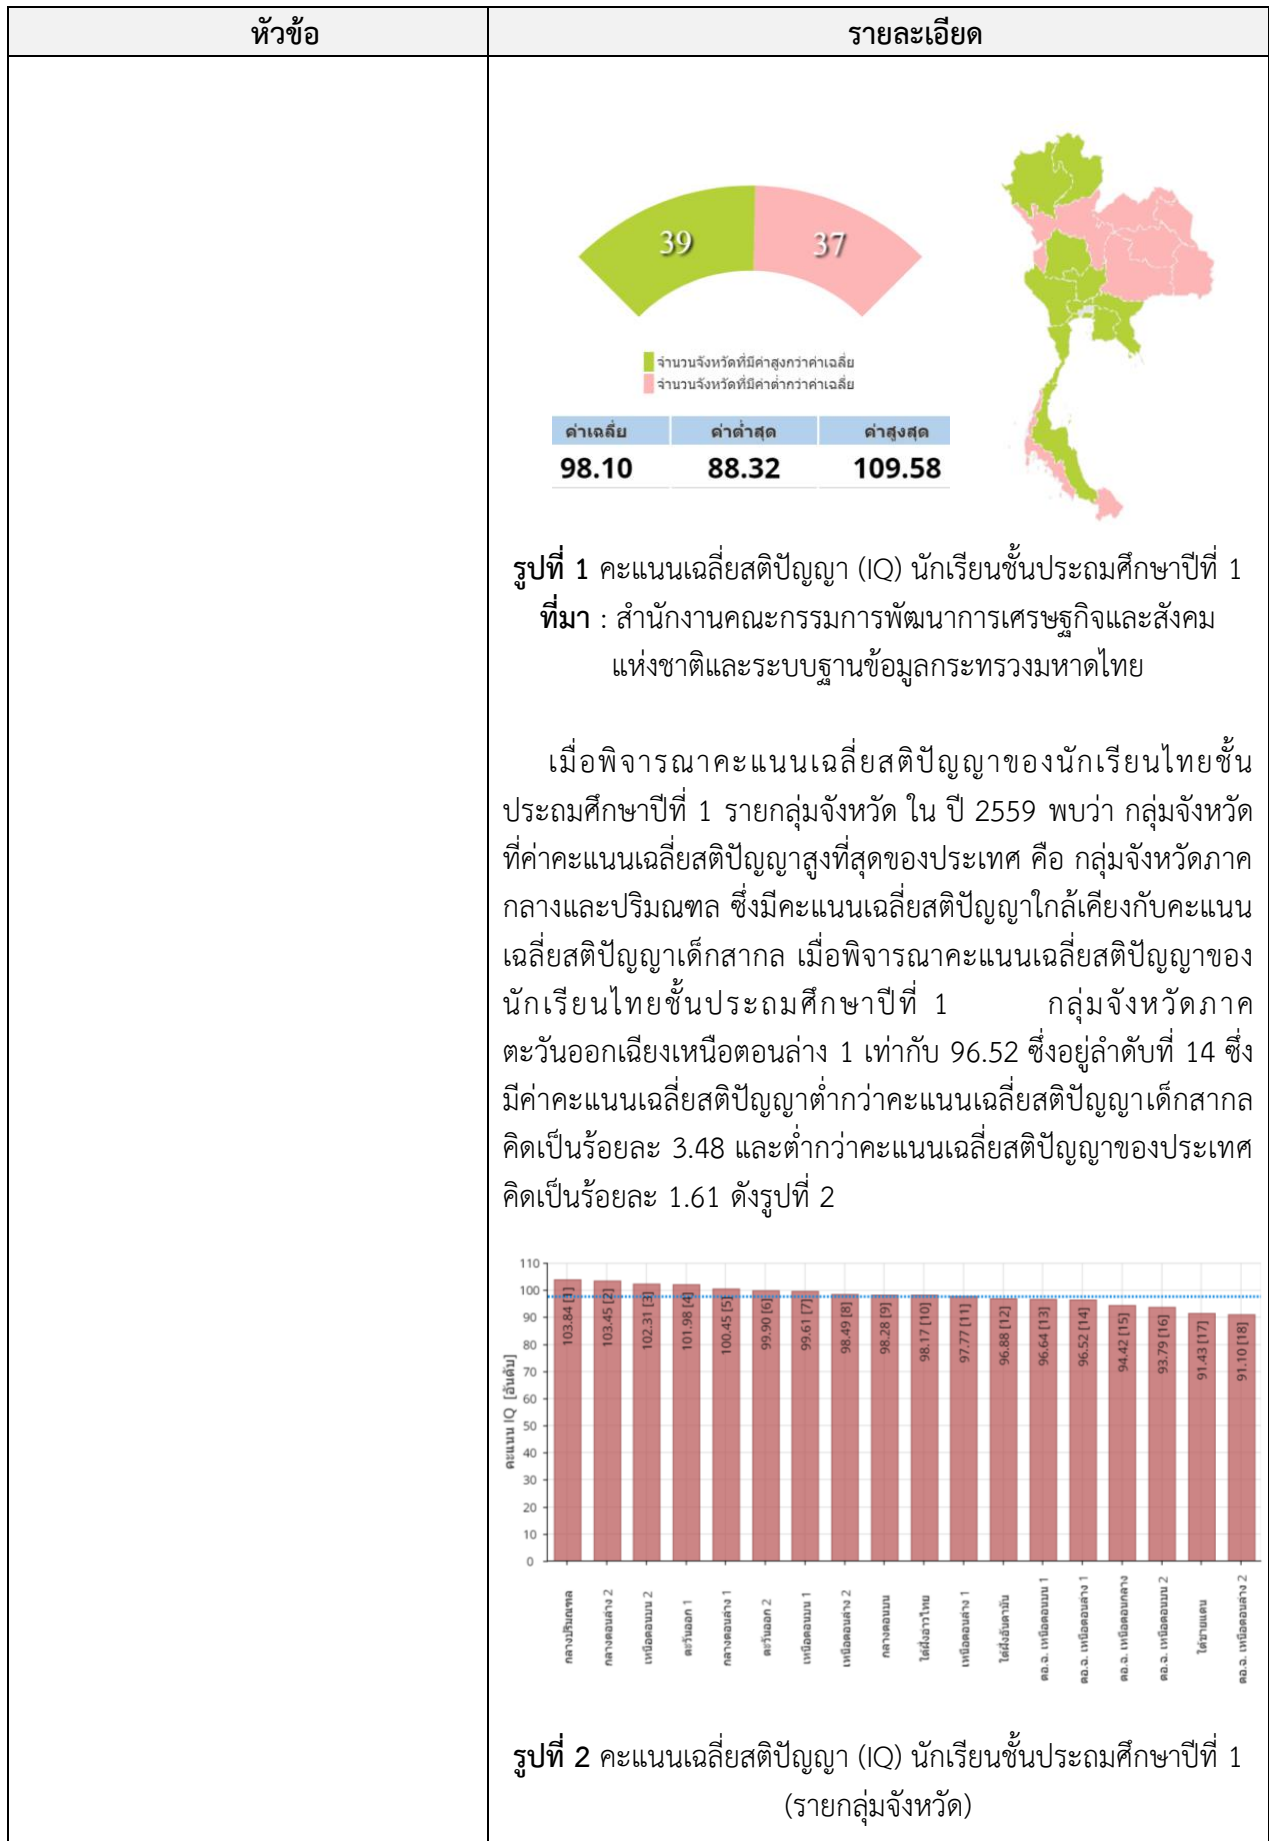 หัวข้อ
รายละเอียด
39
37
จำนวนจังหวัดที่มีค่าสูงกว่าค่าเฉลี่ย
จำนวนจังหวัดที่มีค่าต่ำกว่าค่าเฉลี่ย
ค่าเฉลี่ย ค่าต่ำสุด ค่าสูงสุด
98.10 88.32 109.58
รูปที่ 1 คะแนนเฉลี่ยสติปัญญา (IQ) นักเรียนชั้นประถมศึกษาปีที่ 1
ที่มา : สำนักงานคณะกรรมการพัฒนาการเศรษฐกิจและสังคม
แห่งชาติและระบบฐานข้อมูลกระทรวงมหาดไทย
เมื่อพิจารณาคะแนนเฉลี่ยสติปัญญาของนักเรียนไทยชั้น
ประถมศึกษาปีที่ 1 รายกลุ่มจังหวัด ใน ปี 2559 พบว่า กลุ่มจังหวัด
ที่ค่าคะแนนเฉลี่ยสติปัญญาสูงที่สุดของประเทศ คือ กลุ่มจังหวัดภาค
กลางและปริมณฑล ซึ่งมีคะแนนเฉลี่ยสติปัญญาใกล้เคียงกับคะแนน
เฉลี่ยสติปัญญาเด็กสากล เมื่อพิจารณาคะแนนเฉลี่ยสติปัญญาของ
นักเรียนไทยชั้นประถมศึกษาปีที่ 1 กลุ่มจังหวัดภาค
ตะวันออกเฉียงเหนือตอนล่าง 1 เท่ากับ 96.52 ซึ่งอยู่ลำดับที่ 14 ซึ่ง
มีค่าคะแนนเฉลี่ยสติปัญญาต่ำกว่าคะแนนเฉลี่ยสติปัญญาเด็กสากล
คิดเป็นร้อยละ 3.48 และต่ำกว่าคะแนนเฉลี่ยสติปัญญาของประเทศ
คิดเป็นร้อยละ 1.61 ดังรูปที่ 2
คะแนน IQ [อันดับ]
110
100
90
80
70
60
50
40
30
20
10
0
103.84 [1]
103.45 [2]
102.31 [3]
101.98 [4]
100.45 [5]
99.90 [6]
99.61 [7]
98.49 [8]
98.28 [9]
98.17 [10]
97.77 [11]
96.88 [12]
96.64 [13]
96.52 [14]
94.42 [15]
93.79 [16]
91.43 [17]
91.10 [18]
กลางปริมณฑล
กลางตอนล่าง 2
เหนือตอนบน 2
ตะวันออก 1
กลางตอนล่าง 1
ตะวันออก 2
เหนือตอนบน 1
เหนือตอนล่าง 2
กลางตอนบน
ใต้ฝั่งอ่าวไทย
เหนือตอนล่าง 1
ใต้ฝั่งอันดามัน
ตอ.ฉ. เหนือตอนบน 1
ตอ.ฉ. เหนือตอนล่าง 1
ตอ.ฉ. เหนือตอนกลาง
ตอ.ฉ. เหนือตอนบน 2
ใต้ชายแดน
ตอ.ฉ. เหนือตอนล่าง 2
รูปที่ 2 คะแนนเฉลี่ยสติปัญญา (IQ) นักเรียนชั้นประถมศึกษาปีที่ 1
(รายกลุ่มจังหวัด)